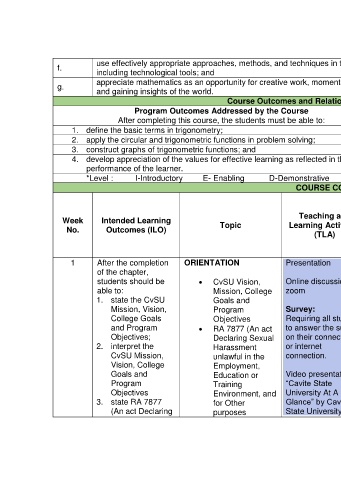 f.
use effectively appropriate approaches, methods, and techniques in t
including technological tools; and
g.
appreciate mathematics as an opportunity for creative work, moment
and gaining insights of the world.
Course Outcomes and Relatio
Program Outcomes Addressed by the Course
After completing this course, the students must be able to:
1. define the basic terms in trigonometry;
2. apply the circular and trigonometric functions in problem solving;
3. construct graphs of trigonometric functions; and
4. develop appreciation of the values for effective learning as reflected in th
performance of the learner.
*Level : I-Introductory E- Enabling D-Demonstrative
COURSE CO
Week
No.
Intended Learning
Outcomes (ILO)
Topic
Teaching a
Learning Acti
(TLA)
1
After the completion
of the chapter,
students should be
able to:
1. state the CvSU
Mission, Vision,
College Goals
and Program
Objectives;
2. interpret the
CvSU Mission,
Vision, College
Goals and
Program
Objectives
3. state RA 7877
(An act Declaring
ORIENTATION
• CvSU Vision,
Mission, College
Goals and
Program
Objectives
• RA 7877 (An act
Declaring Sexual
Harassment
unlawful in the
Employment,
Education or
Training
Environment, and
for Other
purposes
Presentation
Online discussi
zoom
Survey:
Requiring all stu
to answer the su
on their connec
or internet
connection.
Video presentat
"Cavite State
University At A
Glance" by Cav
State University